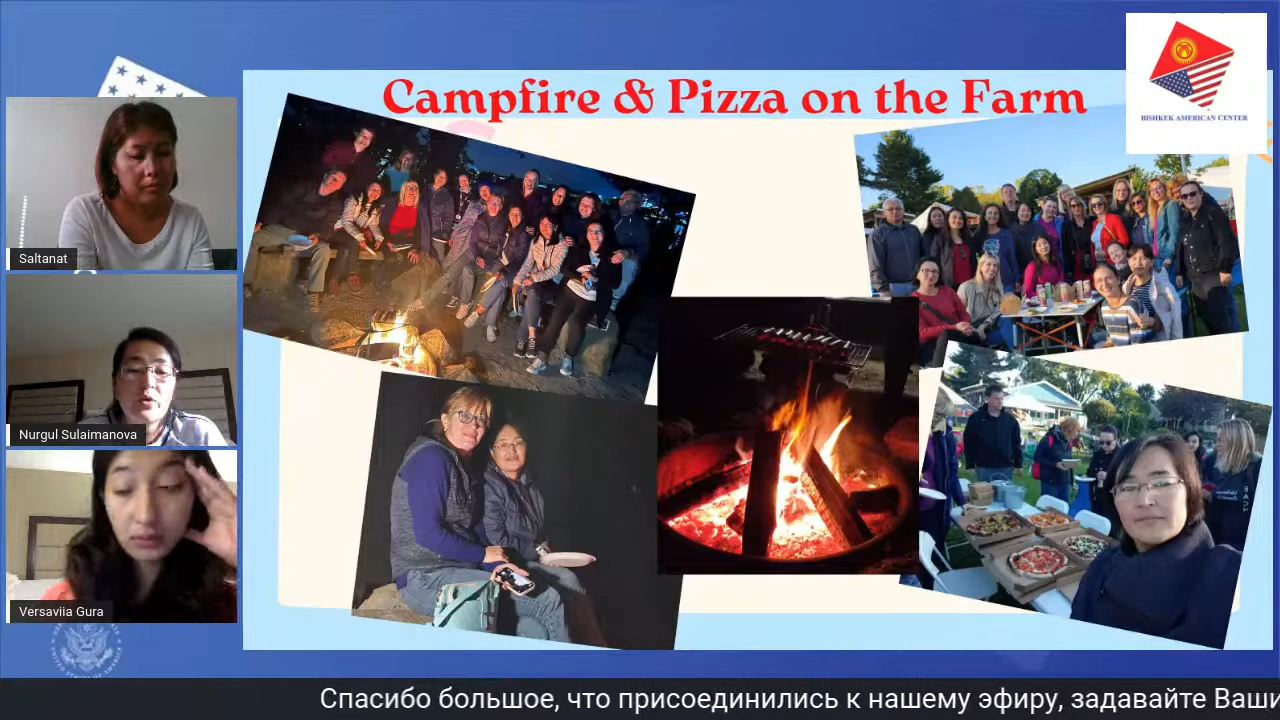 Campfire & Pizza on the Farm
BISHKEK AMERICAN CENTER
Saltanat
Nurgul Sulaimanova
Versaviia Gura
Спасибо большое, что присоединились к нашему эфиру, задавайте Ваши